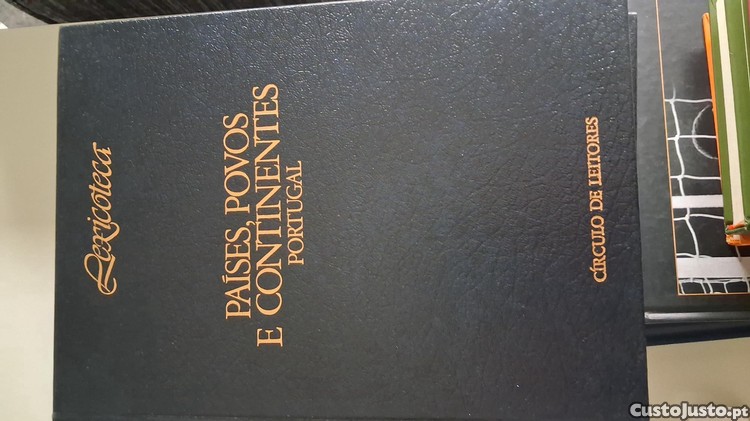 Lexicoteca
PAÍSES, POVOS
E CONTINENTES
PORTUGAL
CÍRCULO DE LEITORES
CustoJusto.pt